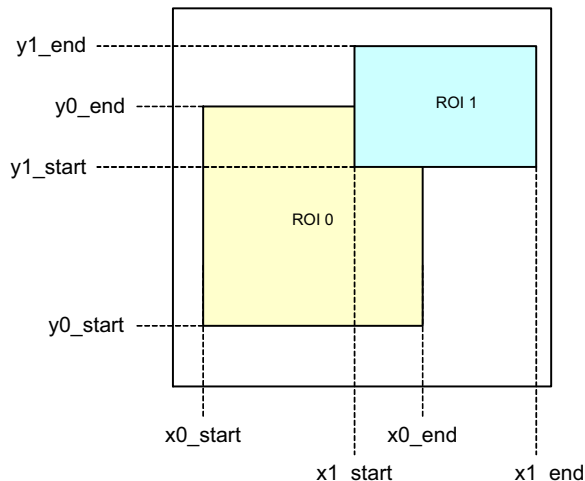 y1_end
y0_end
ROI 1
y1_start
ROI 0
y0_start
x0_start
x0_end
x1_start
x1_end